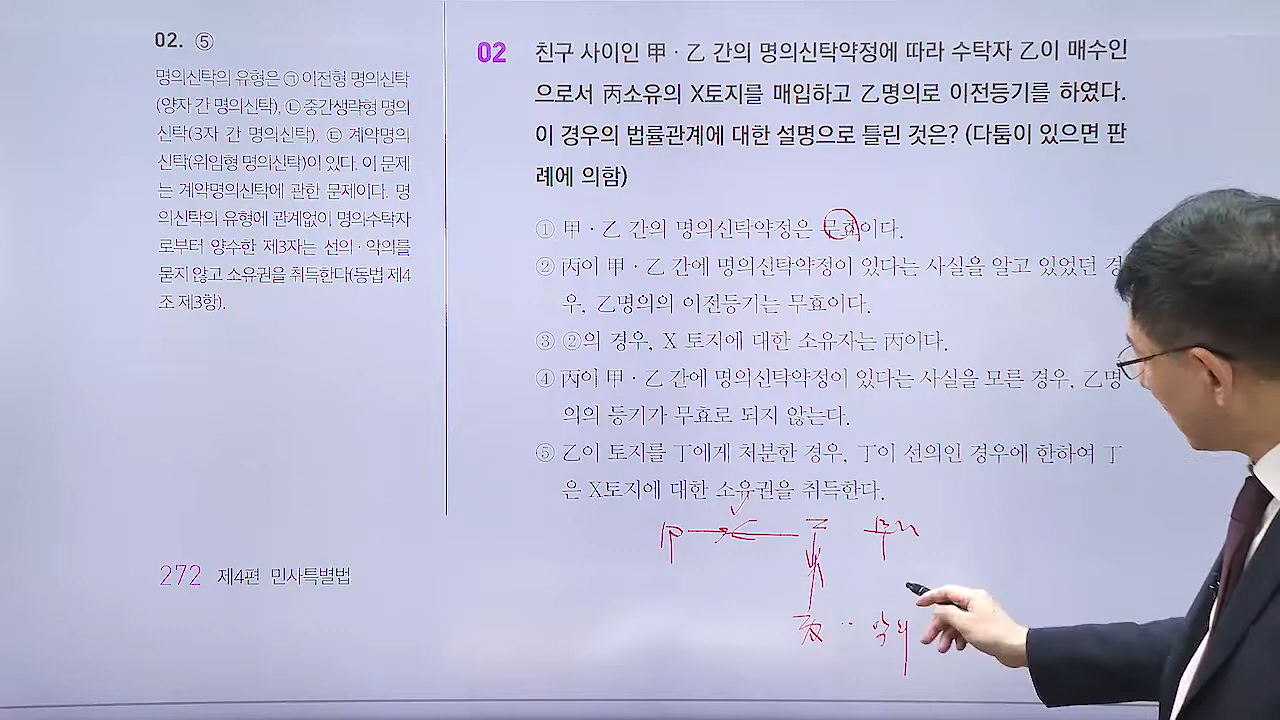 02. ⑤
명의신탁의 유형은 ㉠ 이전형 명의신탁
(양자 간 명의신탁), ㉡ 중간생략형 명의
신탁(3자 간 명의신탁), ㉢ 계약명의
신탁(위임형 명의신탁)이 있다. 이 문제
는 계약명의신탁에 관한 문제이다. 명
의신탁의 유형에 관계없이 명의수탁자
로부터 양수한 제3자는 선의·악의를
묻지 않고 소유권을 취득한다(동법 제4
조 제3항).
272 제4편 민사특별법
02 친구 사이인 甲·乙 간의 명의신탁약정에 따라 수탁자 乙이 매수인
으로서 丙소유의 X토지를 매입하고 乙명의로 이전등기를 하였다.
이 경우의 법률관계에 대한 설명으로 틀린 것은? (다툼이 있으면 판
례에 의함)
① 甲·乙 간의 명의신탁약정은 무효이다.
② 丙이 甲·乙 간에 명의신탁약정이 있다는 사실을 알고 있었던 경
우, 乙명의의 이전등기는 무효이다.
③ ②의 경우, X 토지에 대한 소유자는 丙이다.
④ 丙이 甲·乙 간에 명의신탁약정이 있다는 사실을 모른 경우, 乙명
의의 등기가 무효로 되지 않는다.
⑤ 乙이 토지를 丁에게 처분한 경우, 丁이 선의인 경우에 한하여 丁
은 X토지에 대한 소유권을 취득한다.
甲 乙
丙 악의